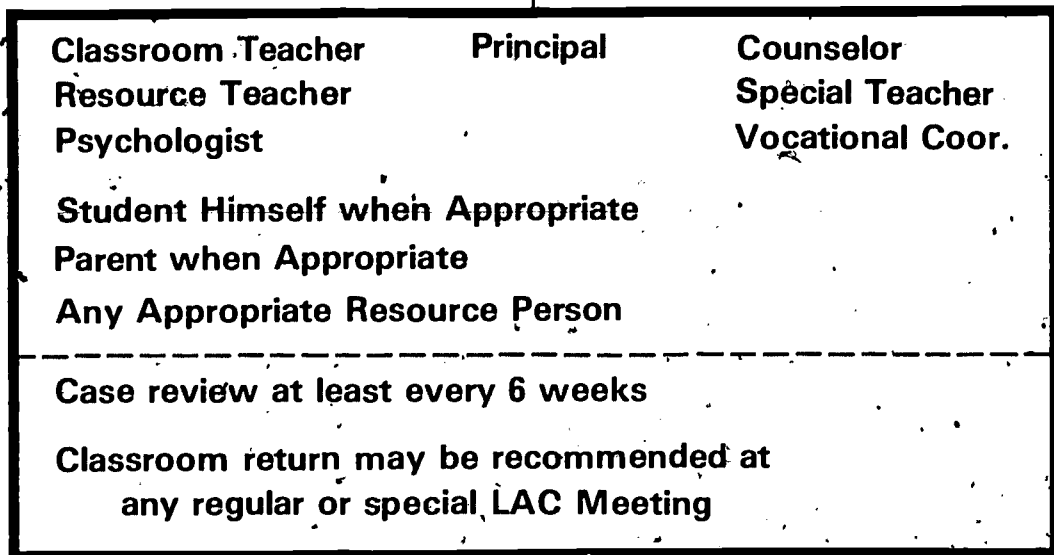 Classroom Teacher Principal Counselor
Resource Teacher Special Teacher
Psychologist Vocational Coor.
Student Himself when Appropriate
Parent when Appropriate
Any Appropriate Resource Person
Case review at least every 6 weeks
Classroom return may be recommended at
any regular or special LAC Meeting